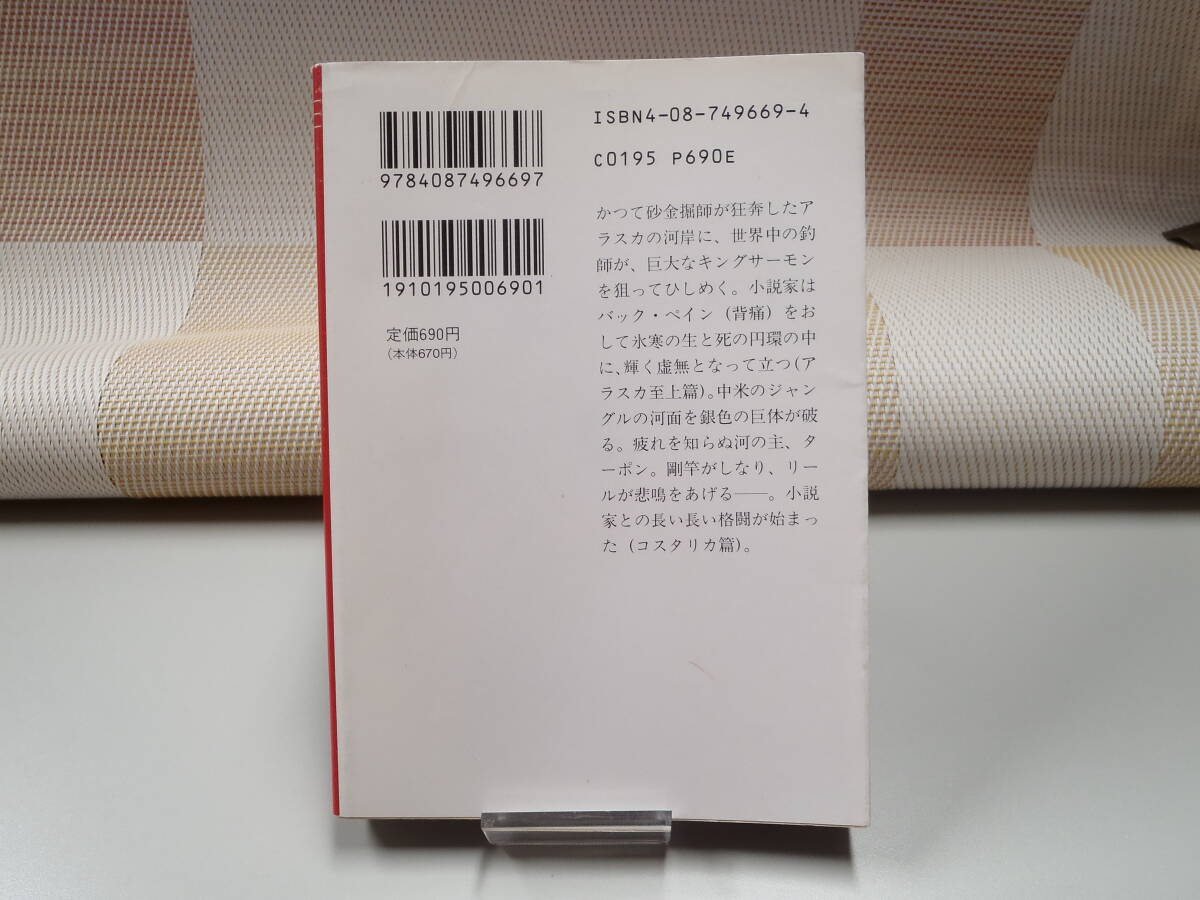 ISBN4-08-749669-4
C0195 P690E
9784087496697
1910195006901
定価690円
(本体670円)
かつて砂金掘師が狂奔したア
ラスカの河岸に、世界中の釣
師が、巨大なキングサーモン
を狙ってひしめく。小説家は
バック・ペイン(背痛)をお
して氷寒の生と死の円環の中
に、輝く虚無となって立つ(ア
ラスカ至上篇)。中米のジャン
グルの河面を銀色の巨体が破
る。疲れを知らぬ河の主、タ
ーポン。剛竿がしなり、リー
ルが悲鳴をあげる――。小説
家との長い長い格闘が始まっ
た(コスタリカ篇)。